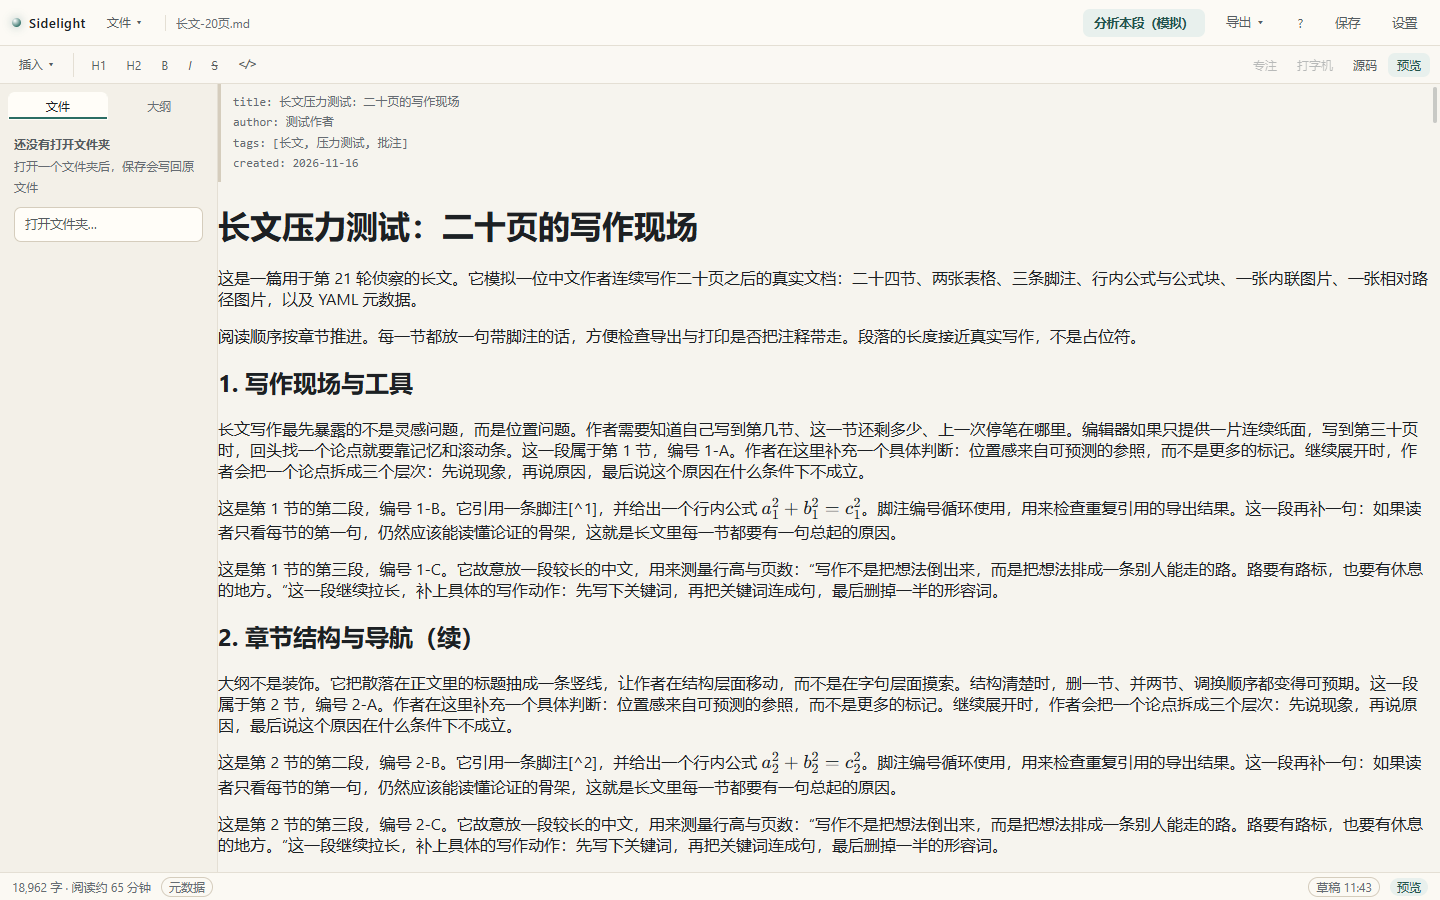 Sidelight 文件 ▾ 长文-20页.md 分析本段（模拟） 导出 ▾ ? 保存 设置
插入 ▾ H1 H2 B I S </> 专注 打字机 源码 预览
文件 大纲
还没有打开文件夹
打开一个文件夹后，保存会写回原
文件
打开文件夹...
title: 长文压力测试: 二十页的写作现场
author: 测试作者
tags: [长文, 压力测试, 批注]
created: 2026-11-16
长文压力测试：二十页的写作现场
这是一篇用于第 21 轮侦察的长文。它模拟一位中文作者连续写作二十页之后的真实文档：二十四节、两张表格、三条脚注、行内公式与公式块、一张内联图片、一张相对路
径图片，以及 YAML 元数据。
阅读顺序按章节推进。每一节都放一句带脚注的话，方便检查导出与打印是否把注释带走。段落的长度接近真实写作，不是占位符。
1. 写作现场与工具
长文写作最先暴露的不是灵感问题，而是位置问题。作者需要知道自己写到第几节、这一节还剩多少、上一次停笔在哪里。编辑器如果只提供一片连续纸面，写到第三十页
时，回头找一个论点就要靠记忆和滚动条。这一段属于第 1 节，编号 1-A。作者在这里补充一个具体判断：位置感来自可预测的参照，而不是更多的标记。继续展开时，作
者会把一个论点拆成三个层次：先说现象，再说原因，最后说这个原因在什么条件下不成立。
这是第 1 节的第二段，编号 1-B。它引用一条脚注[^1]，并给出一个行内公式 a₁² + b₁² = c₁²。脚注编号循环使用，用来检查重复引用的导出结果。这一段再补一句：如果读
者只看每节的第一句，仍然应该能读懂论证的骨架，这就是长文里每一节都要有一句总起的原因。
这是第 1 节的第三段，编号 1-C。它故意放一段较长的中文，用来测量行高与页数：“写作不是把想法倒出来，而是把想法排成一条别人能走的路。路要有路标，也要有休息
的地方。”这一段继续拉长，补上具体的写作动作：先写下关键词，再把关键词连成句，最后删掉一半的形容词。
2. 章节结构与导航（续）
大纲不是装饰。它把散落在正文里的标题抽成一条竖线，让作者在结构层面移动，而不是在字句层面摸索。结构清楚时，删一节、并两节、调换顺序都变得可预期。这一段
属于第 2 节，编号 2-A。作者在这里补充一个具体判断：位置感来自可预测的参照，而不是更多的标记。继续展开时，作者会把一个论点拆成三个层次：先说现象，再说原
因，最后说这个原因在什么条件下不成立。
这是第 2 节的第二段，编号 2-B。它引用一条脚注[^2]，并给出一个行内公式 a₂² + b₂² = c₂²。脚注编号循环使用，用来检查重复引用的导出结果。这一段再补一句：如果读
者只看每节的第一句，仍然应该能读懂论证的骨架，这就是长文里每一节都要有一句总起的原因。
这是第 2 节的第三段，编号 2-C。它故意放一段较长的中文，用来测量行高与页数：“写作不是把想法倒出来，而是把想法排成一条别人能走的路。路要有路标，也要有休息
的地方。”这一段继续拉长，补上具体的写作动作：先写下关键词，再把关键词连成句，最后删掉一半的形容词。
18,962 字 · 阅读约 65 分钟 元数据 草稿 11:43 预览